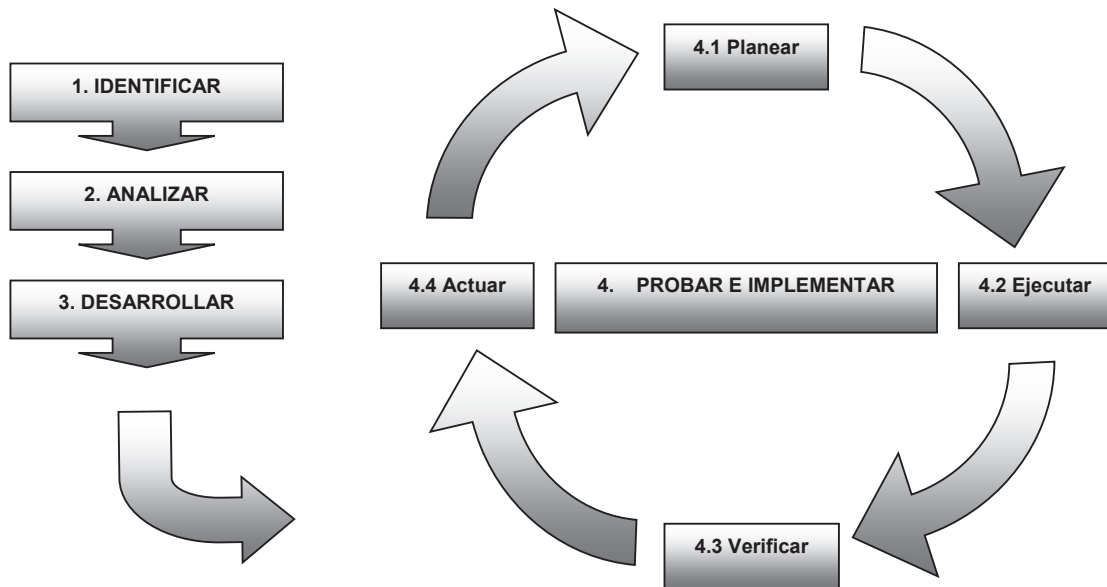 1. IDENTIFICAR
2. ANALIZAR
3. DESARROLLAR
4.1 Planear
4.4 Actuar
4. PROBAR E IMPLEMENTAR
4.2 Ejecutar
4.3 Verificar